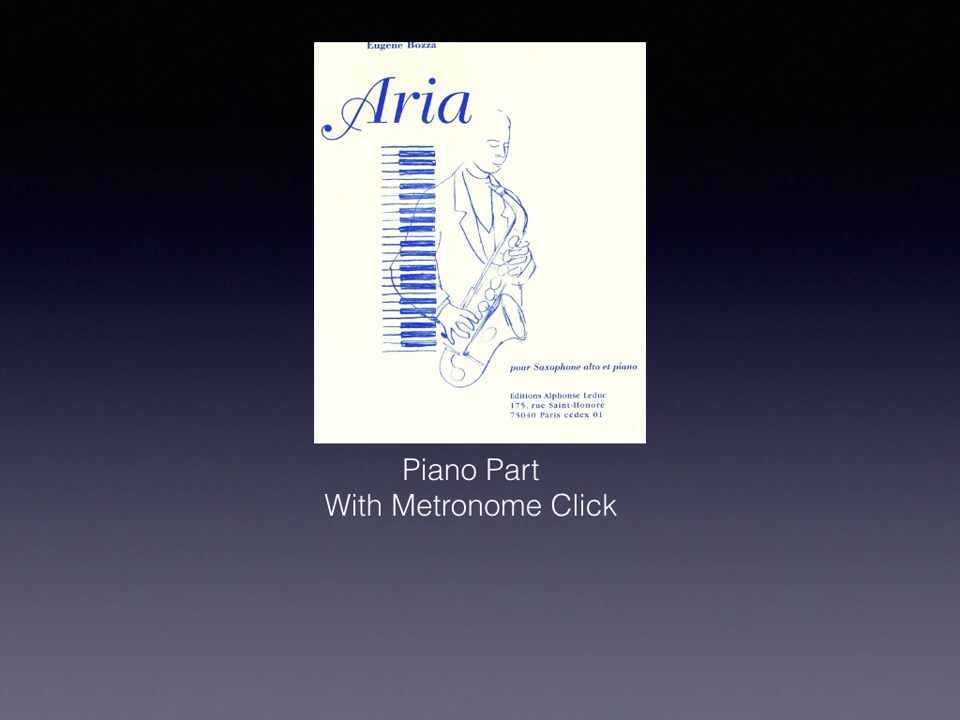 Eugène Bozza
Aria
pour Saxophone alto et piano
Éditions Alphonse Leduc
175, rue Saint-Honoré
75040 Paris cedex 01
Piano Part
With Metronome Click